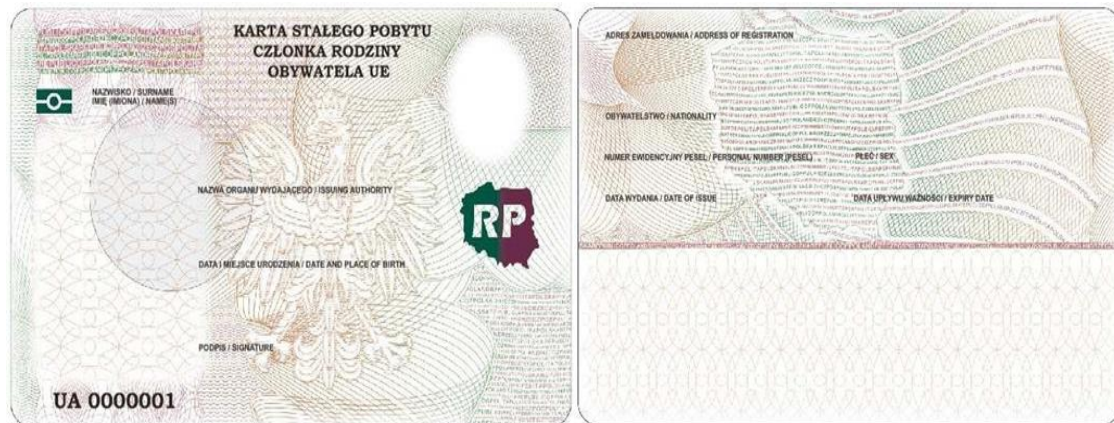 KARTA STAŁEGO POBYTU
CZŁONKA RODZINY
OBYWATELA UE
NAZWISKO / SURNAME
IMIĘ (IMIONA) / NAME(S)
NAZWA ORGANU WYDAJĄCEGO / ISSUING AUTHORITY
RP
DATA I MIEJSCE URODZENIA / DATE AND PLACE OF BIRTH
PODPIS / SIGNATURE
UA 0000001
ADRES ZAMELDOWANIA / ADDRESS OF REGISTRATION
OBYWATELSTWO / NATIONALITY
NUMER EWIDENCYJNY PESEL / PERSONAL NUMBER (PESEL)
PŁEĆ / SEX
DATA WYDANIA / DATE OF ISSUE
DATA UPŁYWU WAŻNOŚCI / EXPIRY DATE